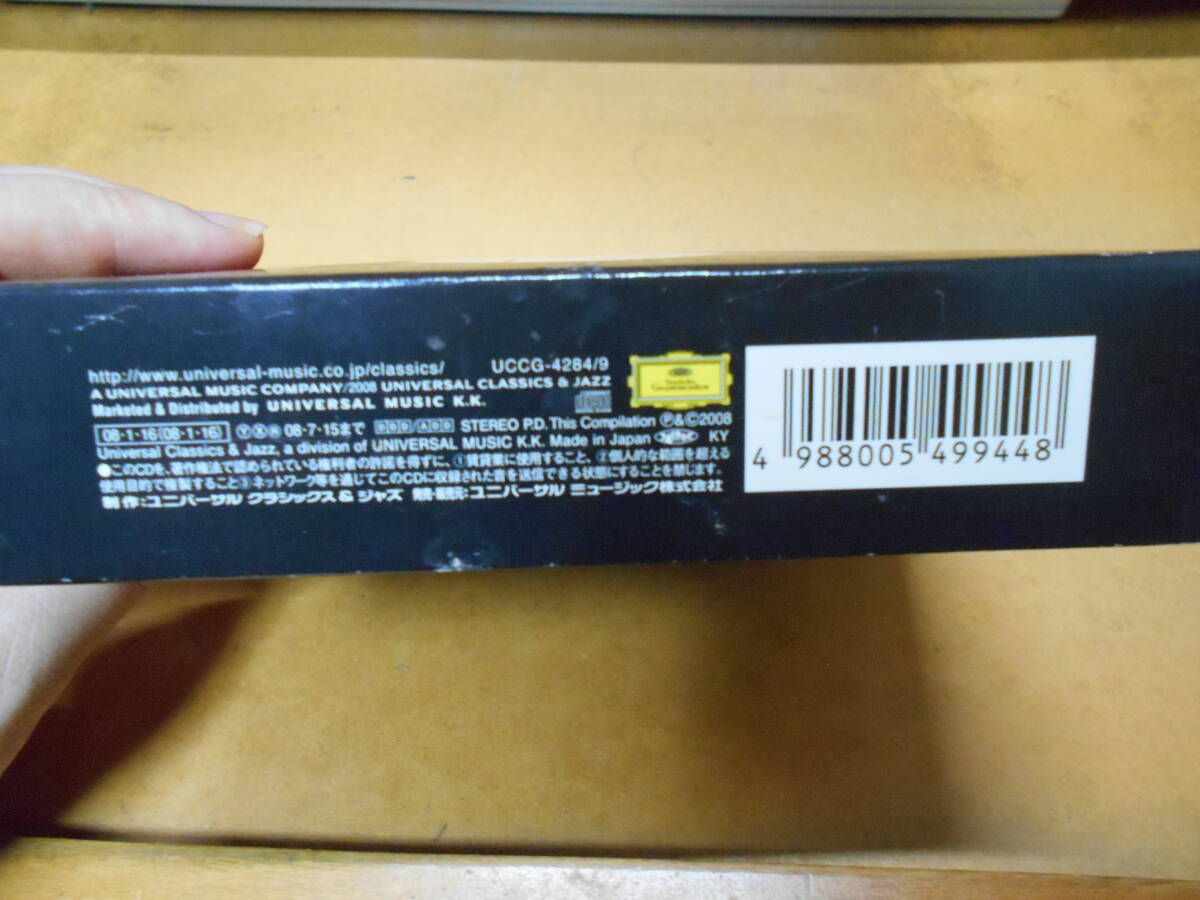 http://www.universal-music.co.jp/classics/ UCCG-4284/9
A UNIVERSAL MUSIC COMPANY/2008 UNIVERSAL CLASSICS & JAZZ
Marketed & Distributed by UNIVERSAL MUSIC K.K.
08・1・16(08・1・16) Ⓨ Ⓧ 08・7・15まで DDD/ADD STEREO P.D. This Compilation Ⓟ&Ⓒ2008
Universal Classics & Jazz, a division of UNIVERSAL MUSIC K.K. Made in Japan KY
●このCDを、著作権法で認められている権利者の許諾を得ずに、①賃貸業に使用すること、②個人的な範囲を超える
使用目的で複製すること③ネットワーク等を通じてこのCDに収録された音を送信できる状態にすることを禁じます。
制作:ユニバーサル クラシックス&ジャズ 発売・販売元:ユニバーサル ミュージック株式会社
4 988005 499448